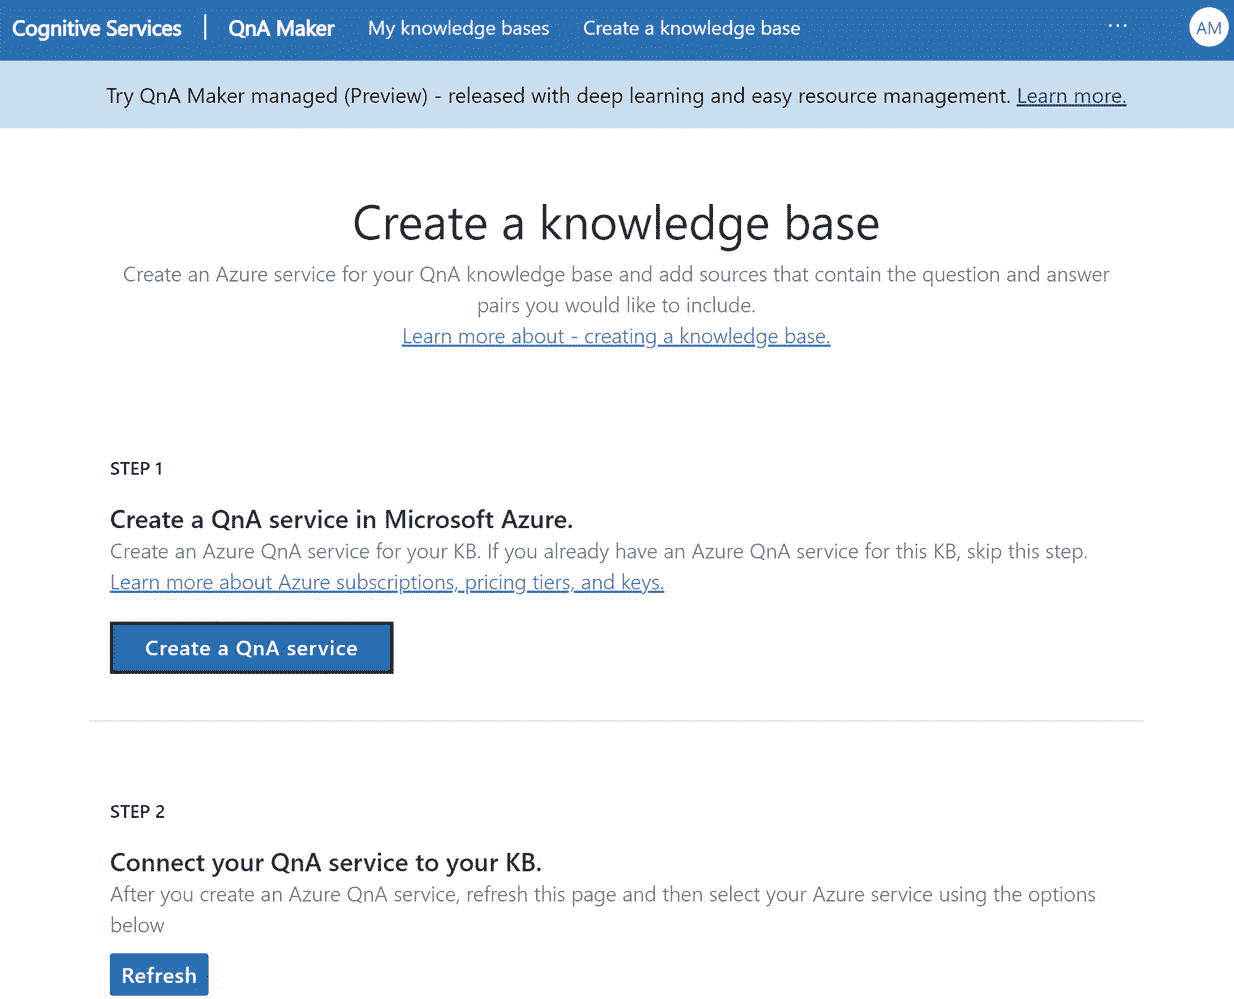 Cognitive Services | QnA Maker My knowledge bases Create a knowledge base ... AM
Try QnA Maker managed (Preview) - released with deep learning and easy resource management. Learn more.
Create a knowledge base
Create an Azure service for your QnA knowledge base and add sources that contain the question and answer
pairs you would like to include.
Learn more about - creating a knowledge base.
STEP 1
Create a QnA service in Microsoft Azure.
Create an Azure QnA service for your KB. If you already have an Azure QnA service for this KB, skip this step.
Learn more about Azure subscriptions, pricing tiers, and keys.
Create a QnA service
STEP 2
Connect your QnA service to your KB.
After you create an Azure QnA service, refresh this page and then select your Azure service using the options
below
Refresh